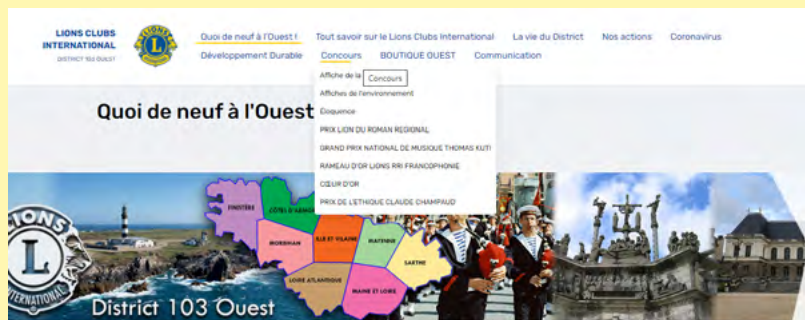 LIONS CLUBS
INTERNATIONAL
DISTRICT 103 OUEST
Quoi de neuf à l'Ouest ! Tout savoir sur le Lions Clubs International La vie du District Nos actions Coronavirus
Développement Durable Concours BOUTIQUE OUEST Communication
Affiche de la
Concours
Affiches de l'environnement
Eloquence
PRIX LION DU ROMAN REGIONAL
GRAND PRIX NATIONAL DE MUSIQUE THOMAS KUTI
RAMEAU D'OR LIONS RRI FRANCOPHONIE
CŒUR D'OR
PRIX DE L'ETHIQUE CLAUDE CHAMPAUD
Quoi de neuf à l'Ouest
FINISTÈRE
CÔTES D'ARMOR
MORBIHAN
ILLE ET VILAINE
MAYENNE
SARTHE
LOIRE ATLANTIQUE
MAINE ET LOIRE
LIONS
L
INTERNATIONAL
District 103 Ouest